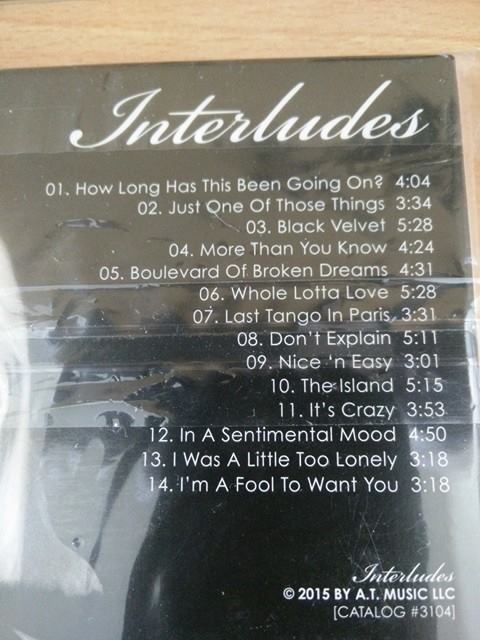 Interludes
01. How Long Has This Been Going On? 4:04
02. Just One Of Those Things 3:34
03. Black Velvet 5:28
04. More Than You Know 4:24
05. Boulevard Of Broken Dreams 4:31
06. Whole Lotta Love 5:28
07. Last Tango In Paris 3:31
08. Don't Explain 5:11
09. Nice 'n Easy 3:01
10. The Island 5:15
11. It's Crazy 3:53
12. In A Sentimental Mood 4:50
13. I Was A Little Too Lonely 3:18
14. I'm A Fool To Want You 3:18
Interludes
© 2015 BY A.T. MUSIC LLC
[CATALOG #3104]